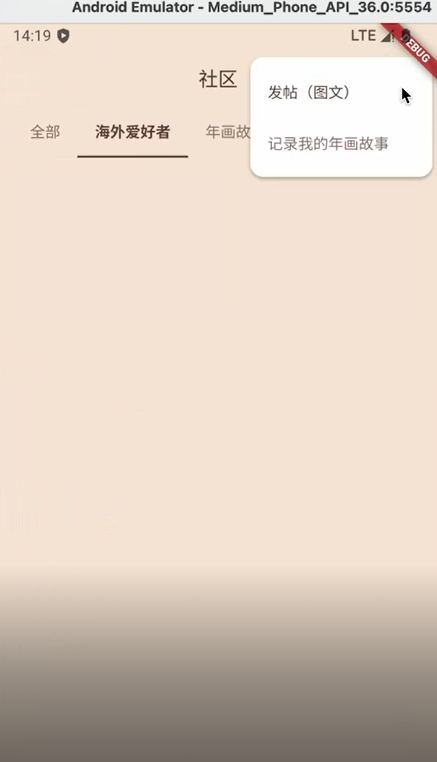 Android Emulator - Medium_Phone_API_36.0:5554
14:19
LTE
社区
发帖（图文）
记录我的年画故事
全部
海外爱好者
年画故